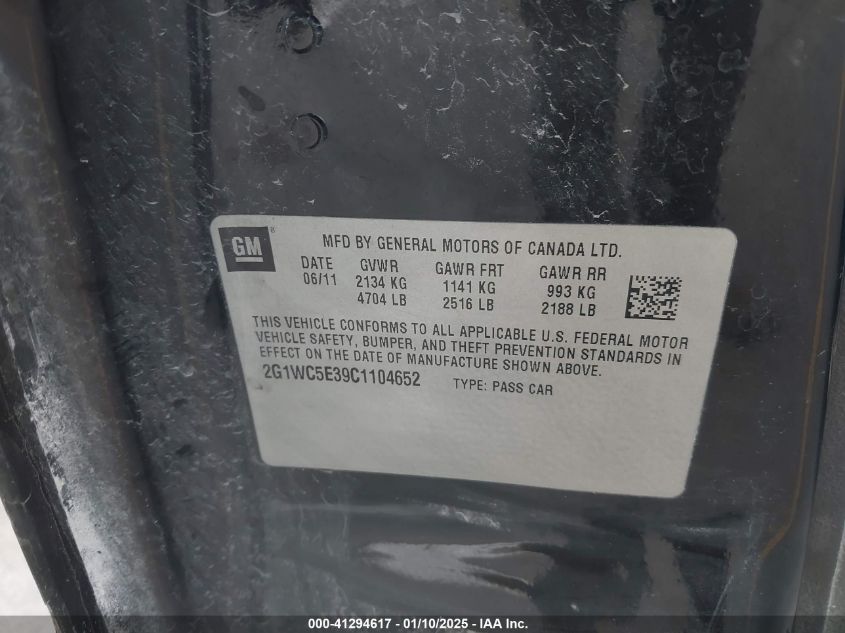 GM ®
MFD BY GENERAL MOTORS OF CANADA LTD.
DATE GVWR GAWR FRT GAWR RR
06/11 2134 KG 1141 KG 993 KG
4704 LB 2516 LB 2188 LB
THIS VEHICLE CONFORMS TO ALL APPLICABLE U.S. FEDERAL MOTOR
VEHICLE SAFETY, BUMPER, AND THEFT PREVENTION STANDARDS IN
EFFECT ON THE DATE OF MANUFACTURE SHOWN ABOVE.
2G1WC5E39C1104652 TYPE: PASS CAR
000-41294617 - 01/10/2025 - IAA Inc.